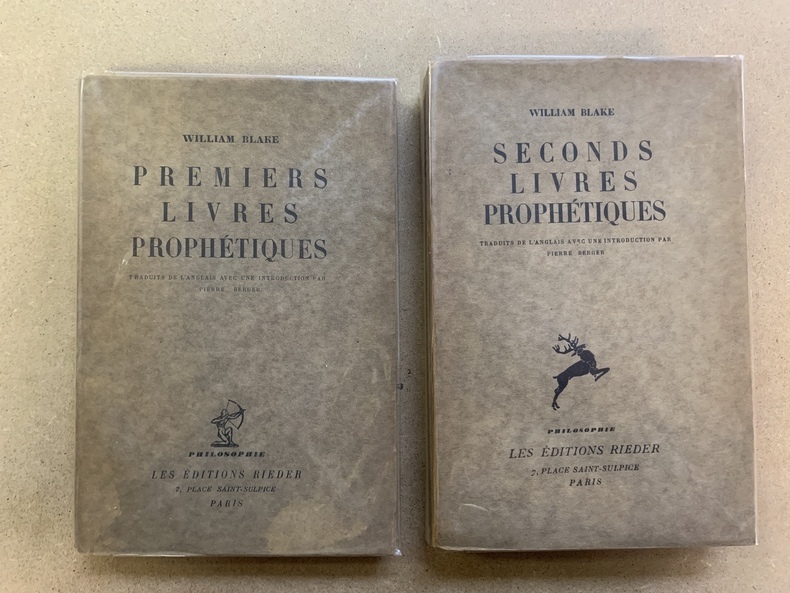 WILLIAM BLAKE
PREMIERS
LIVRES
PROPHÉTIQUES
TRADUITS DE L'ANGLAIS AVEC UNE INTRODUCTION PAR
PIERRE BERGER
PHILOSOPHIE
LES ÉDITIONS RIEDER
7, PLACE SAINT-SULPICE
PARIS
WILLIAM BLAKE
SECONDS
LIVRES
PROPHÉTIQUES
TRADUITS DE L'ANGLAIS AVEC UNE INTRODUCTION PAR
PIERRE BERGER
PHILOSOPHIE
LES ÉDITIONS RIEDER
7, PLACE SAINT-SULPICE
PARIS